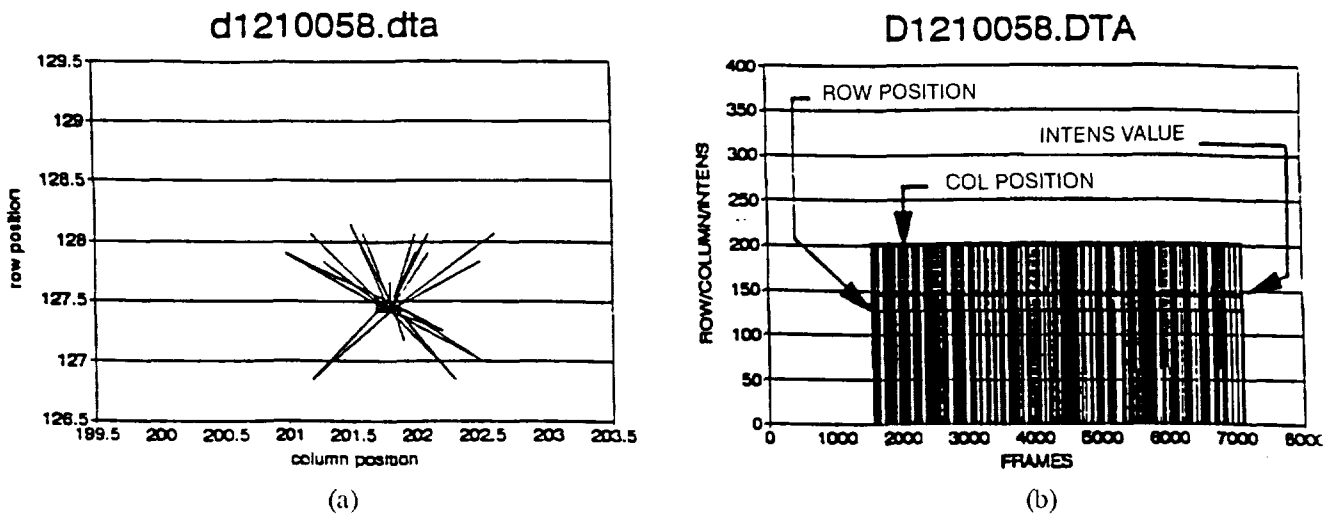 d1210058.dta
129.5
129
128.5
128
127.5
127
126.5
row position
199.5 200 200.5 201 201.5 202 202.5 203 203.5
column position
(a)
D1210058.DTA
400
350
300
250
200
150
100
50
0
ROW/COLUMN/INTENS
ROW POSITION
INTENS VALUE
COL POSITION
0 1000 2000 3000 4000 5000 6000 7000
FRAMES
(b)